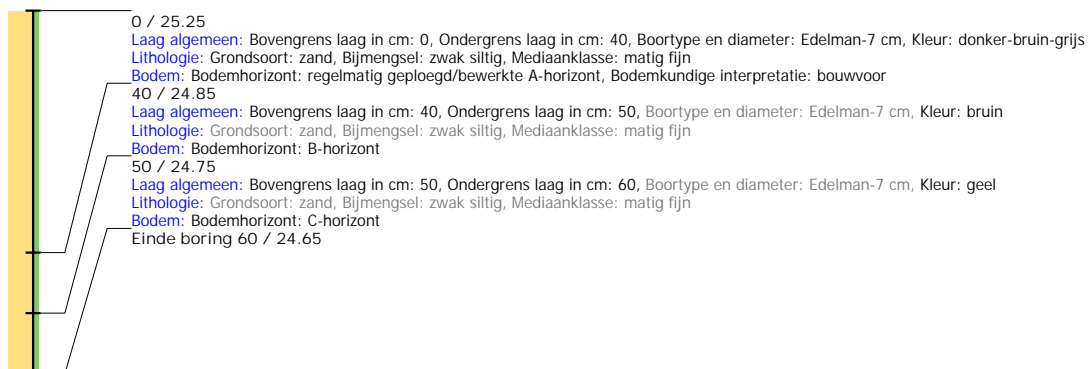 0 / 25.25
Laag algemeen: Bovengrens laag in cm: 0, Ondergrens laag in cm: 40, Boortype en diameter: Edelman-7 cm, Kleur: donker-bruin-grijs
Lithologie: Grondsoort: zand, Bijmengsel: zwak siltig, Mediaanklasse: matig fijn
Bodem: Bodemhorizont: regelmatig geploegd/bewerkte A-horizont, Bodemkundige interpretatie: bouwvoor
40 / 24.85
Laag algemeen: Bovengrens laag in cm: 40, Ondergrens laag in cm: 50, Boortype en diameter: Edelman-7 cm, Kleur: bruin
Lithologie: Grondsoort: zand, Bijmengsel: zwak siltig, Mediaanklasse: matig fijn
Bodem: Bodemhorizont: B-horizont
50 / 24.75
Laag algemeen: Bovengrens laag in cm: 50, Ondergrens laag in cm: 60, Boortype en diameter: Edelman-7 cm, Kleur: geel
Lithologie: Grondsoort: zand, Bijmengsel: zwak siltig, Mediaanklasse: matig fijn
Bodem: Bodemhorizont: C-horizont
Einde boring 60 / 24.65